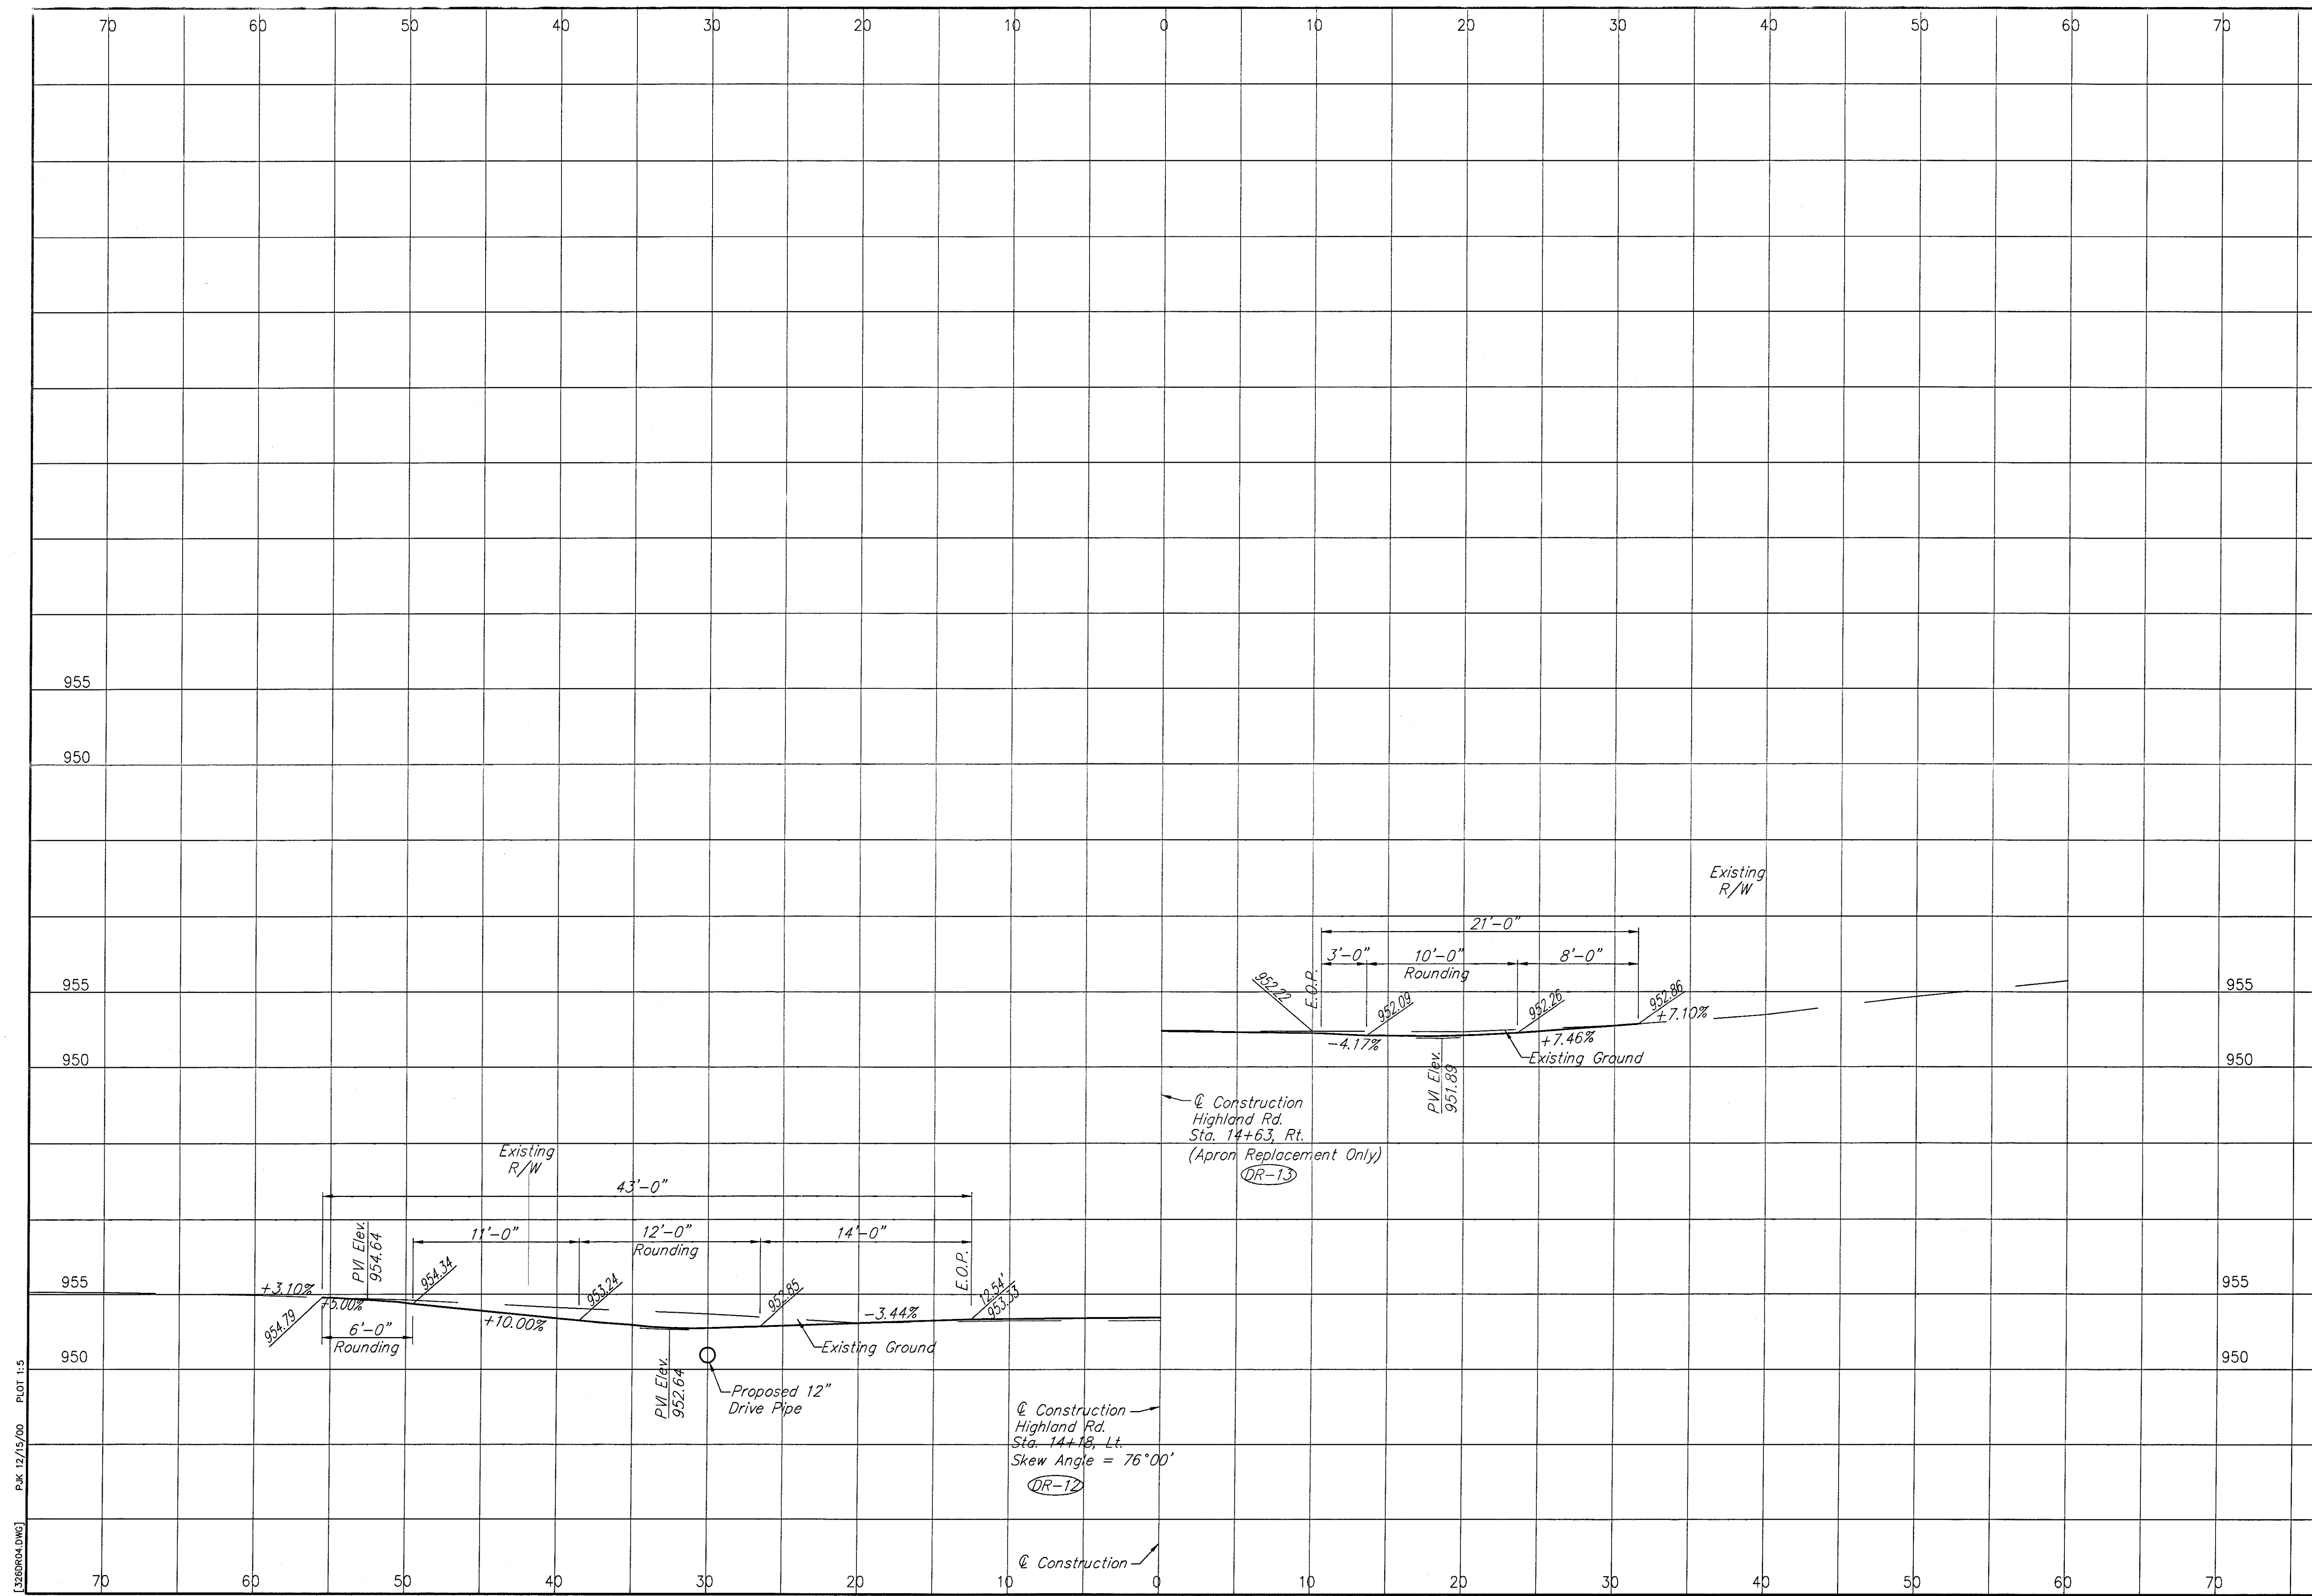 70 60 50 40 30 20 10 0 10 20 30 40 50 60 70
955
950
Existing
R/W
21'-0"
3'-0" 10'-0" 8'-0"
Rounding
952.22
E.O.P.
952.09
952.26
952.86
+7.10%
955 955
-4.17%
+7.46%
Existing Ground
950 950
PVI Elev.
951.89
℄ Construction
Highland Rd.
Sta. 14+63, Rt.
(Apron Replacement Only)
DR-13
Existing
R/W
43'-0"
11'-0" 12'-0" 14'-0"
Rounding
PVI Elev.
954.64
954.34
953.24
952.85
E.O.P.
12.54'
953.33
955 955
+3.10%
+5.00%
954.79
6'-0"
Rounding
+10.00%
-3.44%
Existing Ground
950 950
PVI Elev.
952.64
Proposed 12"
Drive Pipe
℄ Construction
Highland Rd.
Sta. 14+18, Lt.
Skew Angle = 76°00'
DR-12
℄ Construction
70 60 50 40 30 20 10 0 10 20 30 40 50 60 70
[326DR04.DWG] PJK 12/15/00 PLOT 1:5